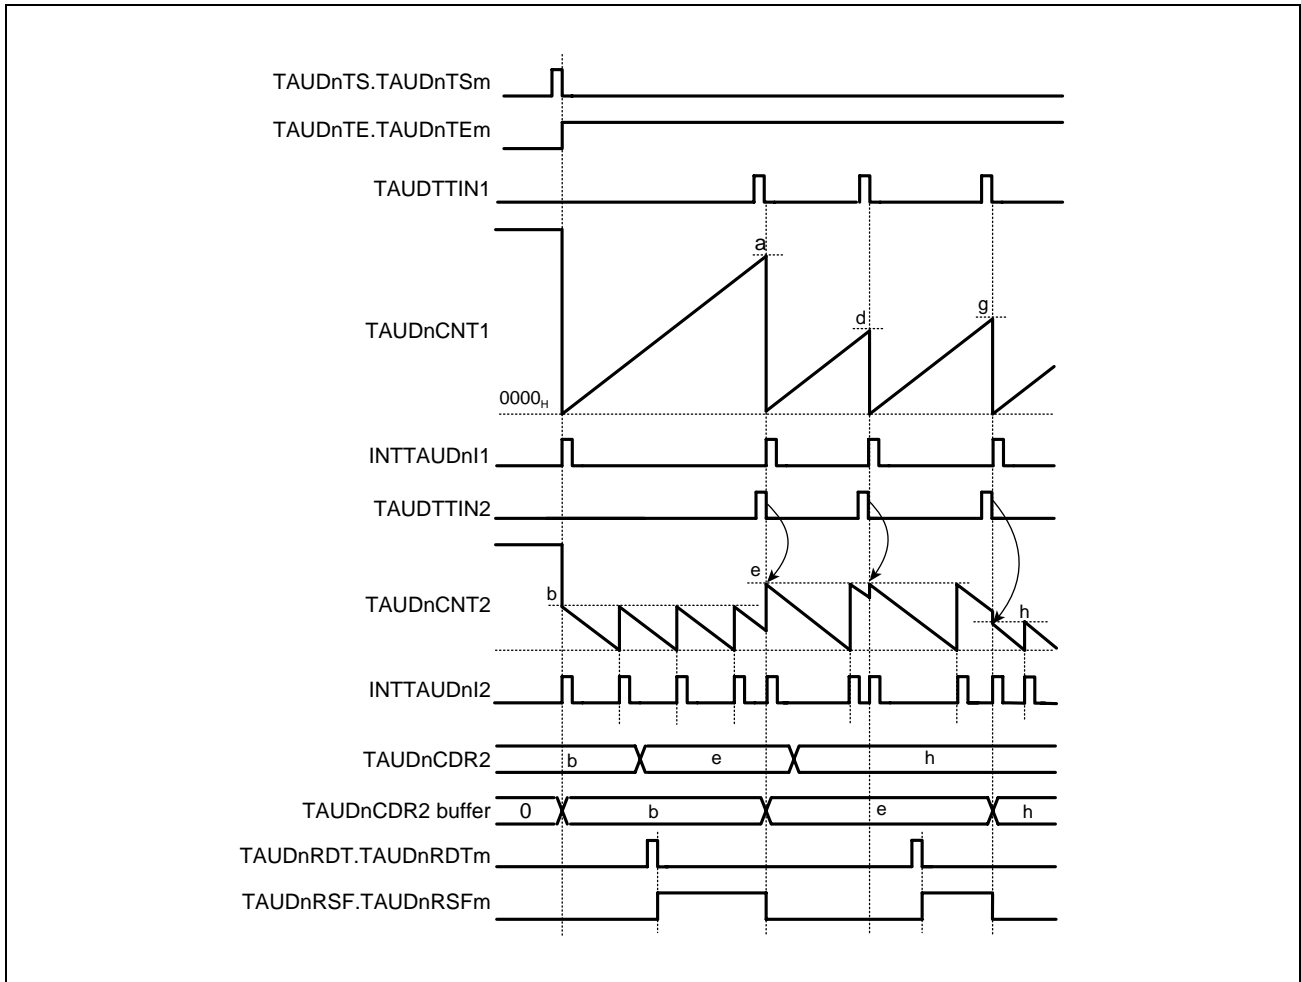 TAUDnTS.TAUDnTSm
TAUDnTE.TAUDnTEm
TAUDTTIN1
a
d
g
TAUDnCNT1
0000H
INTTAUDnI1
TAUDTTIN2
e
b
h
TAUDnCNT2
INTTAUDnI2
TAUDnCDR2 b e h
TAUDnCDR2 buffer 0 b e h
TAUDnRDT.TAUDnRDTm
TAUDnRSF.TAUDnRSFm